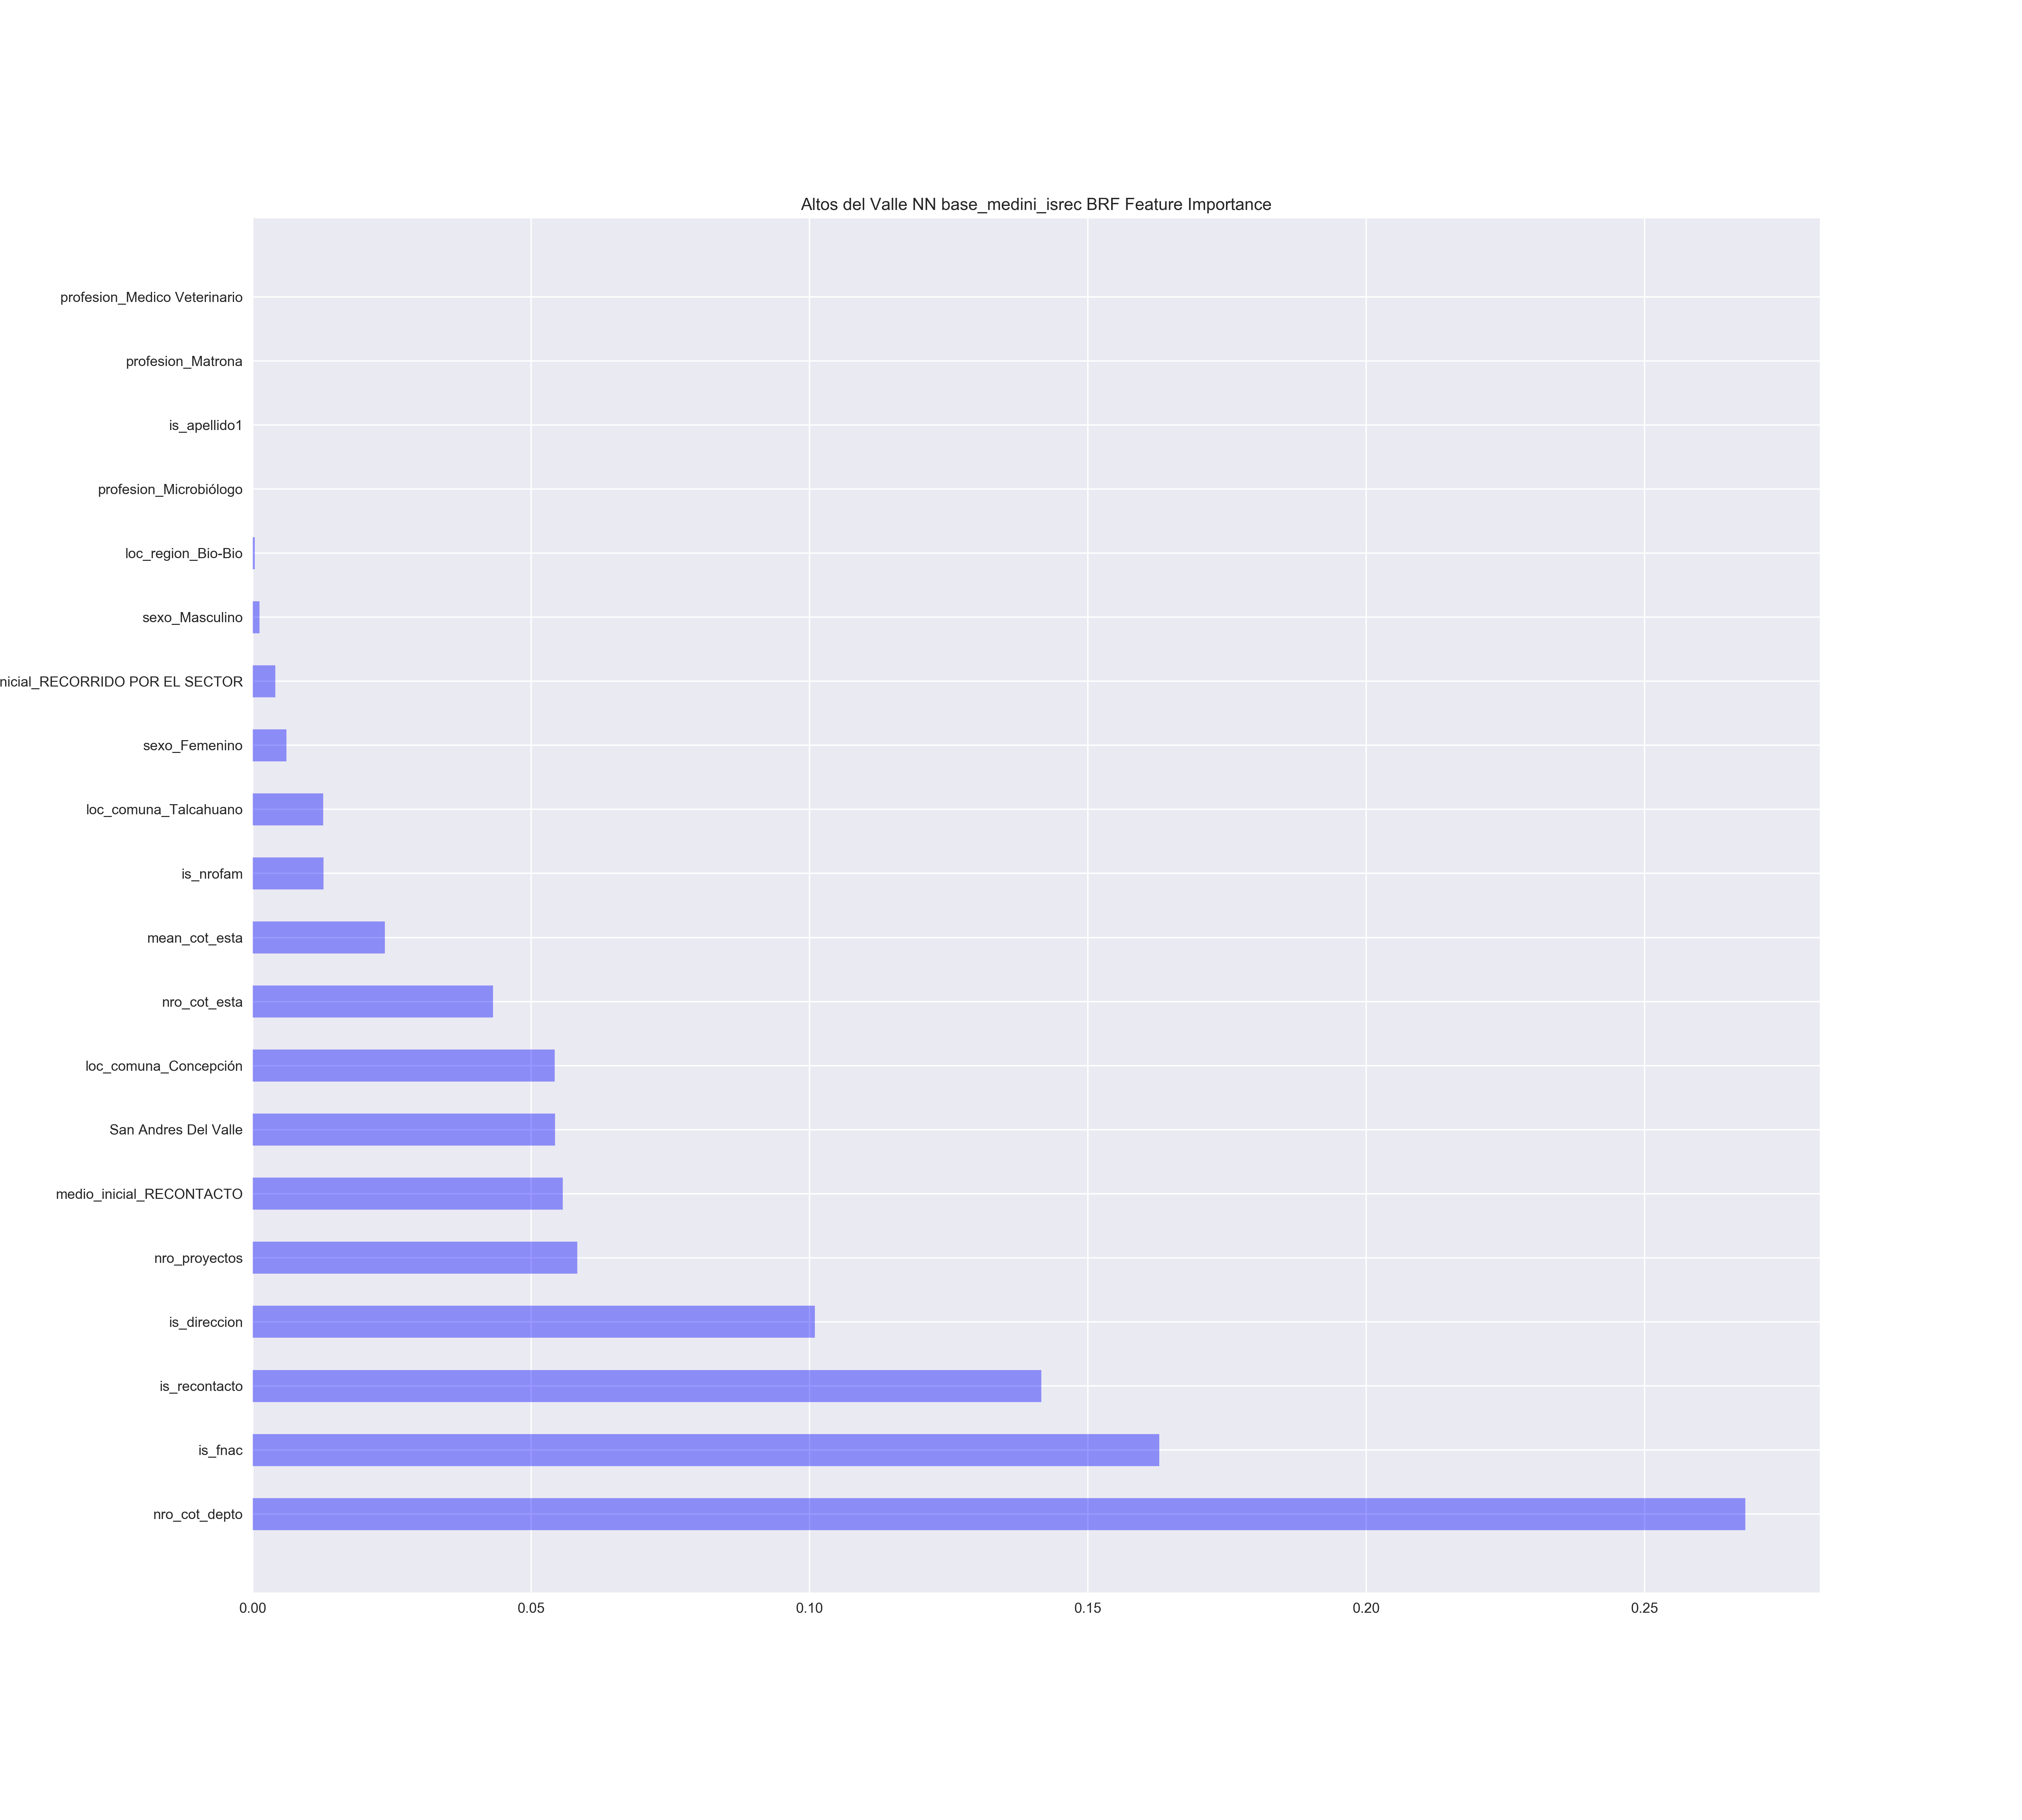 Altos del Valle NN base_medini_isrec BRF Feature Importance
profesion_Medico Veterinario
profesion_Matrona
is_apellido1
profesion_Microbiólogo
loc_region_Bio-Bio
sexo_Masculino
nicial_RECORRIDO POR EL SECTOR
sexo_Femenino
loc_comuna_Talcahuano
is_nrofam
mean_cot_esta
nro_cot_esta
loc_comuna_Concepción
San Andres Del Valle
medio_inicial_RECONTACTO
nro_proyectos
is_direccion
is_recontacto
is_fnac
nro_cot_depto
0.00 0.05 0.10 0.15 0.20 0.25